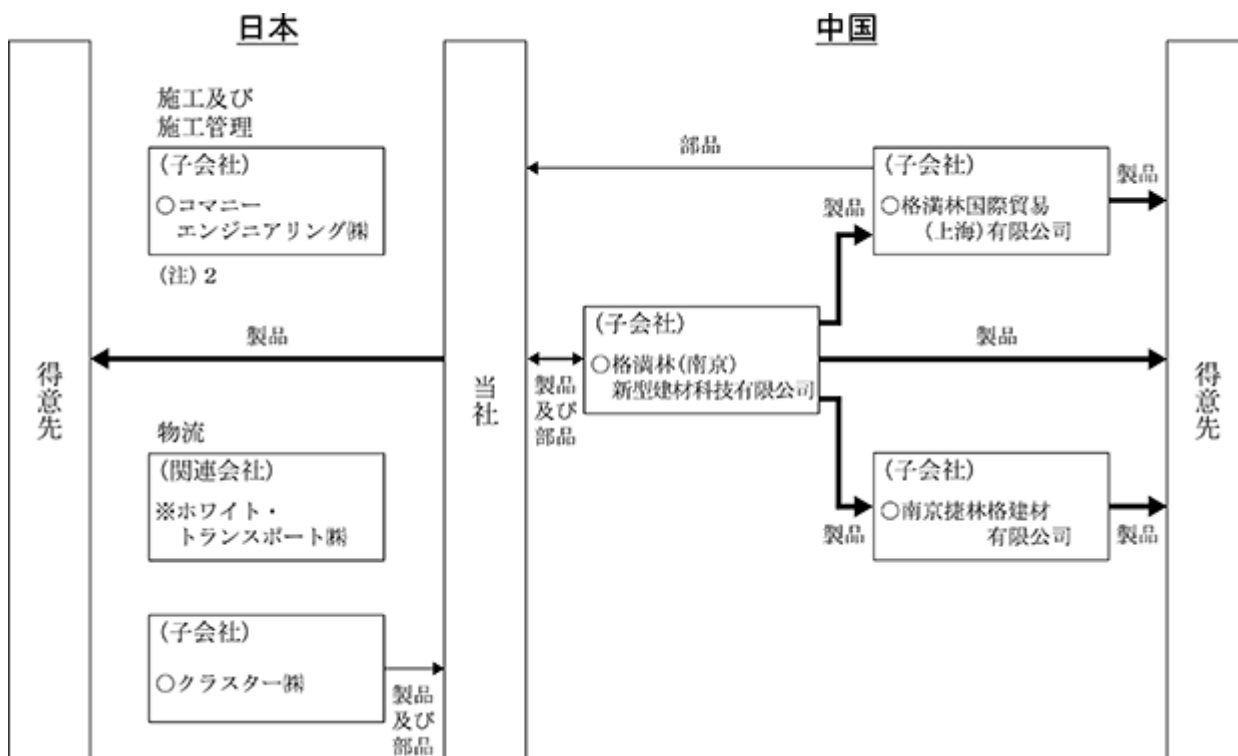 日本
中国
得意先
施工及び
施工管理
(子会社)
○コマニー
エンジニアリング㈱
(注)2
製品
物流
(関連会社)
※ホワイト・
トランスポート㈱
(子会社)
○クラスター㈱
製品
及び
部品
当社
部品
製品
及び
部品
(子会社)
○格満林(南京)
新型建材科技有限公司
製品
(子会社)
○格満林国際貿易
(上海)有限公司
製品
製品
製品
(子会社)
○南京捷林格建材
有限公司
製品
得意先